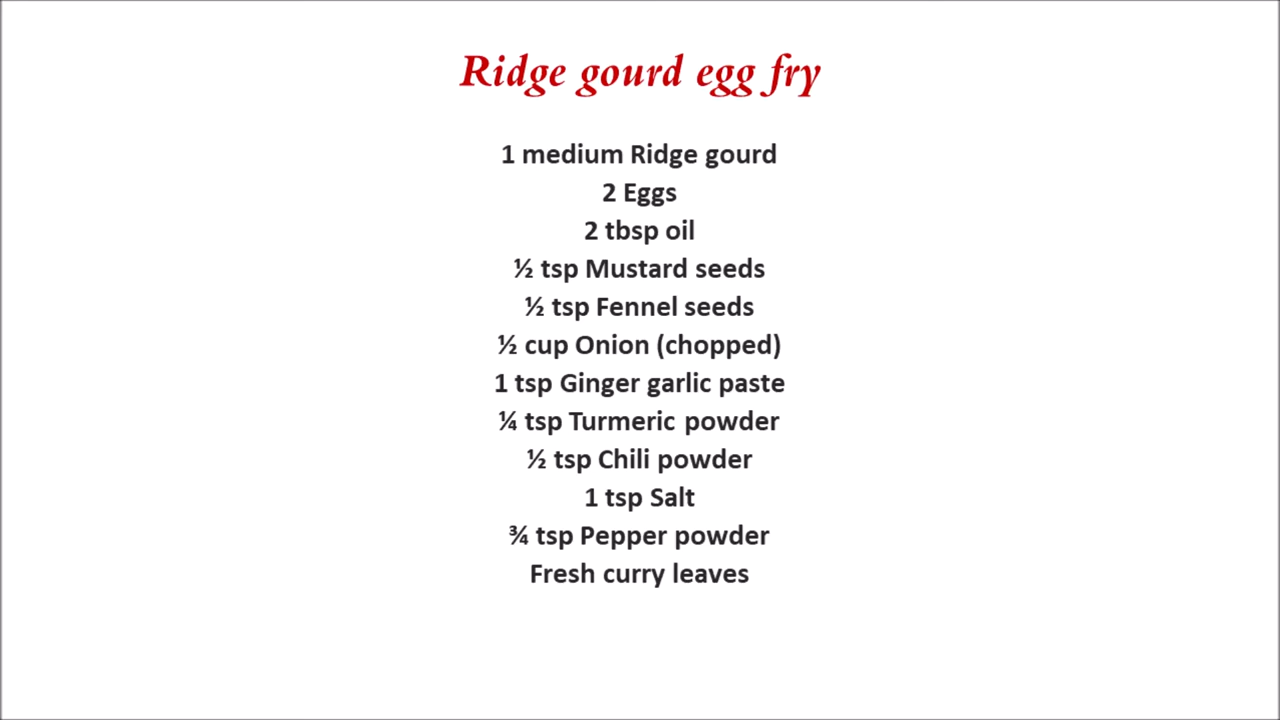 Ridge gourd egg fry
1 medium Ridge gourd
2 Eggs
2 tbsp oil
½ tsp Mustard seeds
½ tsp Fennel seeds
½ cup Onion (chopped)
1 tsp Ginger garlic paste
¼ tsp Turmeric powder
½ tsp Chili powder
1 tsp Salt
¾ tsp Pepper powder
Fresh curry leaves